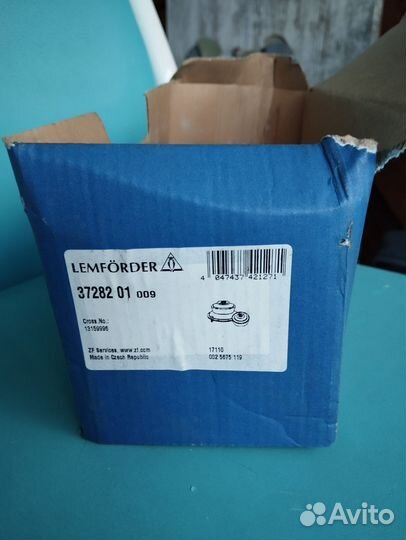 LEMFÖRDER
4 047437 421271
37282 01 009
Cross.No.:
13159996
ZF Services, www.zf.com
Made in Czech Republic
17110
002 5675 119
Avito